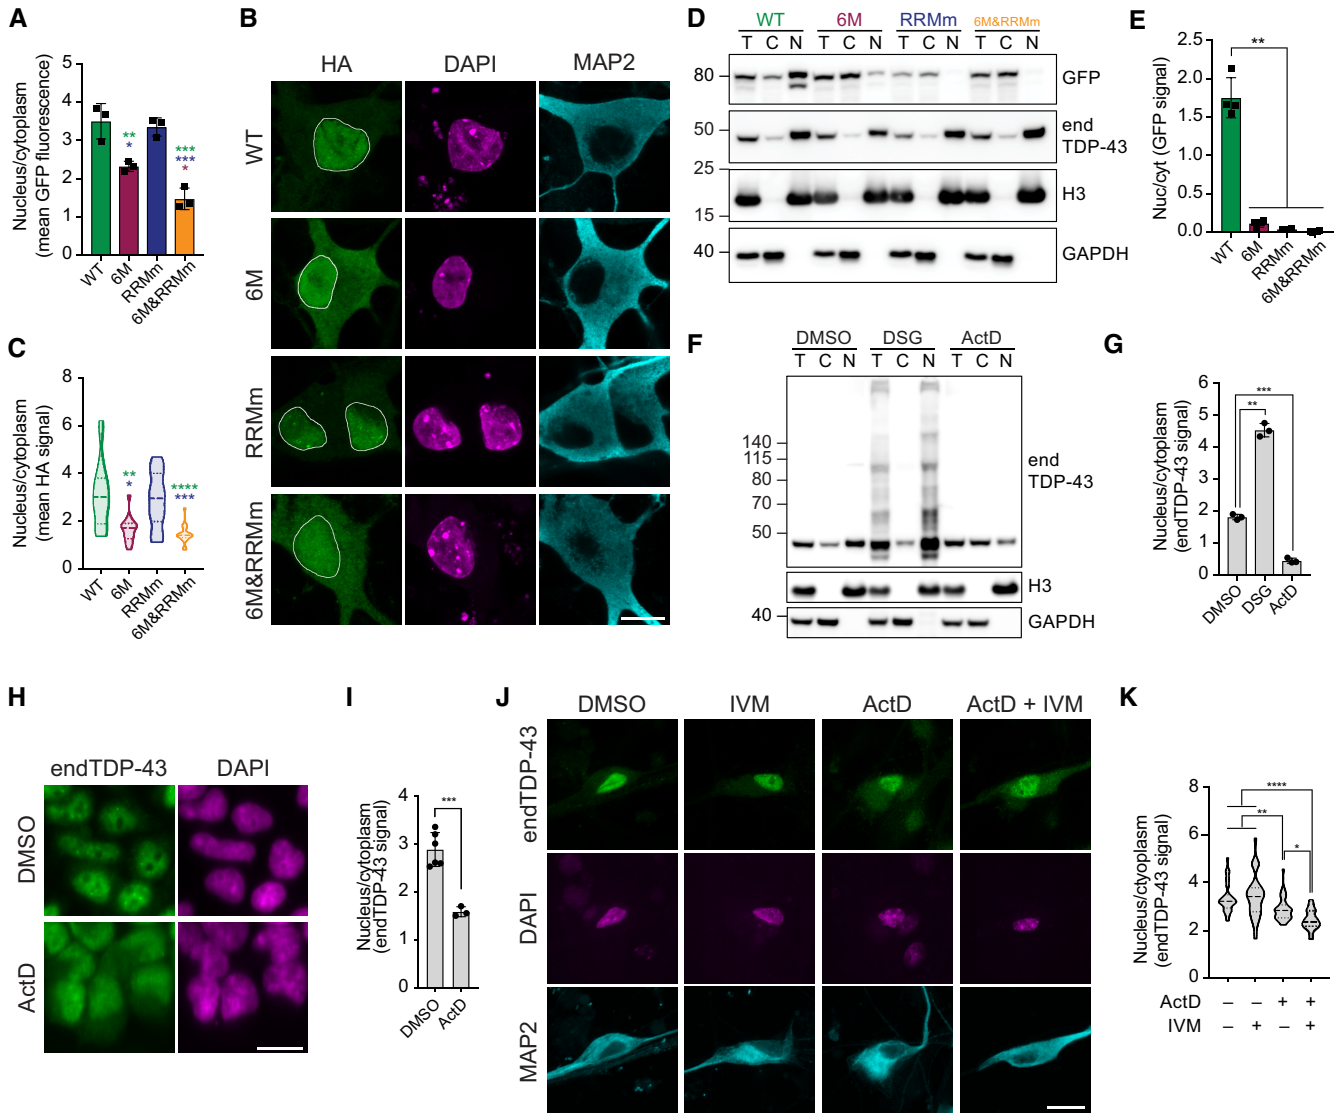 A
Nucleus/cytoplasm
(mean GFP fluorescence)
5
4
3
2
1
0
**
*
***
***
*
WT
6M
RRMm
6M&RRMm
B
HA
DAPI
MAP2
WT
6M
RRMm
6M&RRMm
C
Nucleus/cytoplasm
(mean HA signal)
8
6
4
2
0
**
*
****
***
WT
6M
RRMm
6M&RRMm
D
WT
6M
RRMm
6M&RRMm
T C N T C N T C N T C N
80
GFP
50
end
TDP-43
25
H3
15
40
GAPDH
E
Nuc/cyt (GFP signal)
2.5
2.0
1.5
1.0
0.5
0.0
**
WT
6M
RRMm
6M&RRMm
F
DMSO
DSG
ActD
T C N T C N T C N
140
115
80
70
50
end
TDP-43
H3
40
GAPDH
G
Nucleus/cytoplasm
(endTDP-43 signal)
6
5
4
3
2
1
0
***
**
DMSO
DSG
ActD
H
endTDP-43
DAPI
DMSO
ActD
I
Nucleus/cytoplasm
(endTDP-43 signal)
4
3
2
1
0
***
DMSO
ActD
J
DMSO
IVM
ActD
ActD + IVM
endTDP-43
DAPI
MAP2
K
Nucleus/ctyoplasm
(endTDP-43 signal)
8
6
4
2
0
****
**
*
ActD – – + +
IVM – + – +